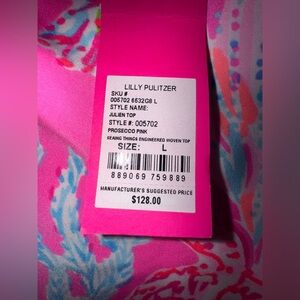 LILLY PULITZER
SKU #
005702 6532G8 L
STYLE NAME:
JULIEN TOP
STYLE #: 005702
PROSECCO PINK
SEAING THINGS ENGINEERED WOVEN TOP
SIZE: L
889069 759889
MANUFACTURER'S SUGGESTED PRICE
$128.00